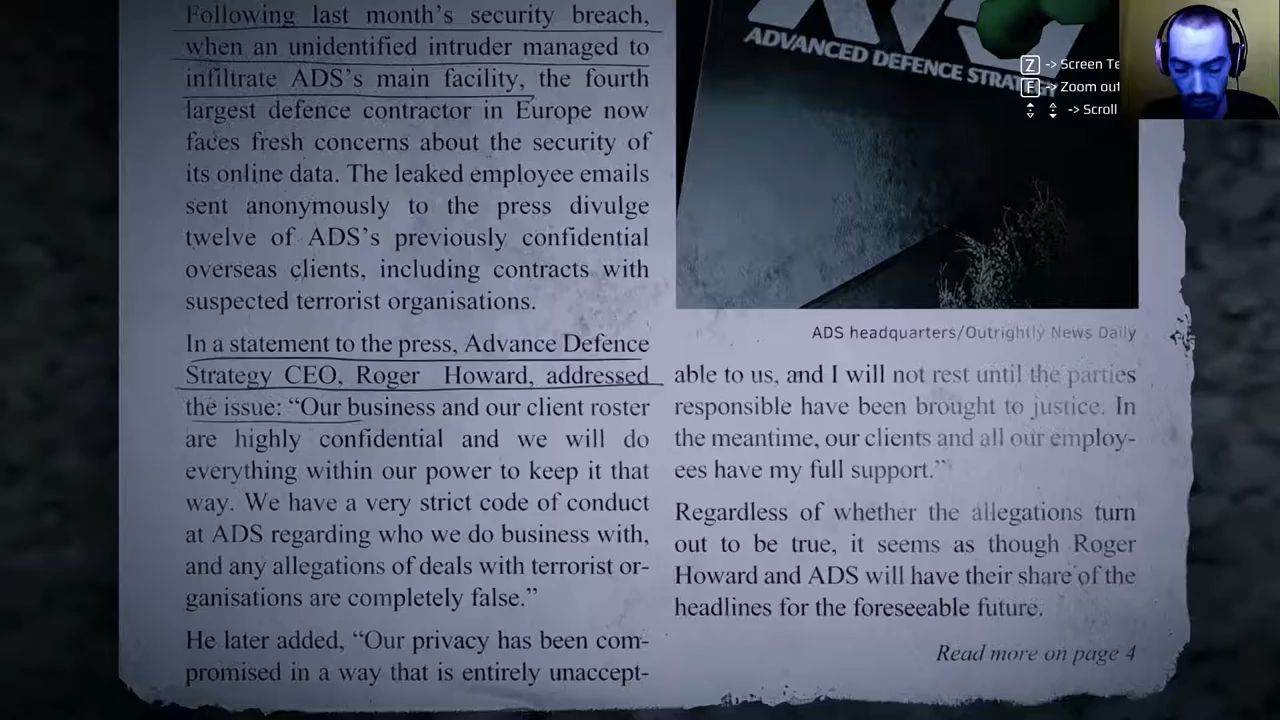 Following last month's security breach,
when an unidentified intruder managed to
infiltrate ADS's main facility, the fourth
largest defence contractor in Europe now
faces fresh concerns about the security of
its online data. The leaked employee emails
sent anonymously to the press divulge
twelve of ADS's previously confidential
overseas clients, including contracts with
suspected terrorist organisations.
In a statement to the press, Advance Defence
Strategy CEO, Roger Howard, addressed
the issue: “Our business and our client roster
are highly confidential and we will do
everything within our power to keep it that
way. We have a very strict code of conduct
at ADS regarding who we do business with,
and any allegations of deals with terrorist or-
ganisations are completely false.”
He later added, “Our privacy has been com-
promised in a way that is entirely unaccept-
ADVANCED DEFENCE STRAT
ADS headquarters/Outrightly News Daily
able to us, and I will not rest until the parties
responsible have been brought to justice. In
the meantime, our clients and all our employ-
ees have my full support.”
Regardless of whether the allegations turn
out to be true, it seems as though Roger
Howard and ADS will have their share of the
headlines for the foreseeable future.
Read more on page 4
Z -> Screen Te
F -> Zoom out
-> Scroll